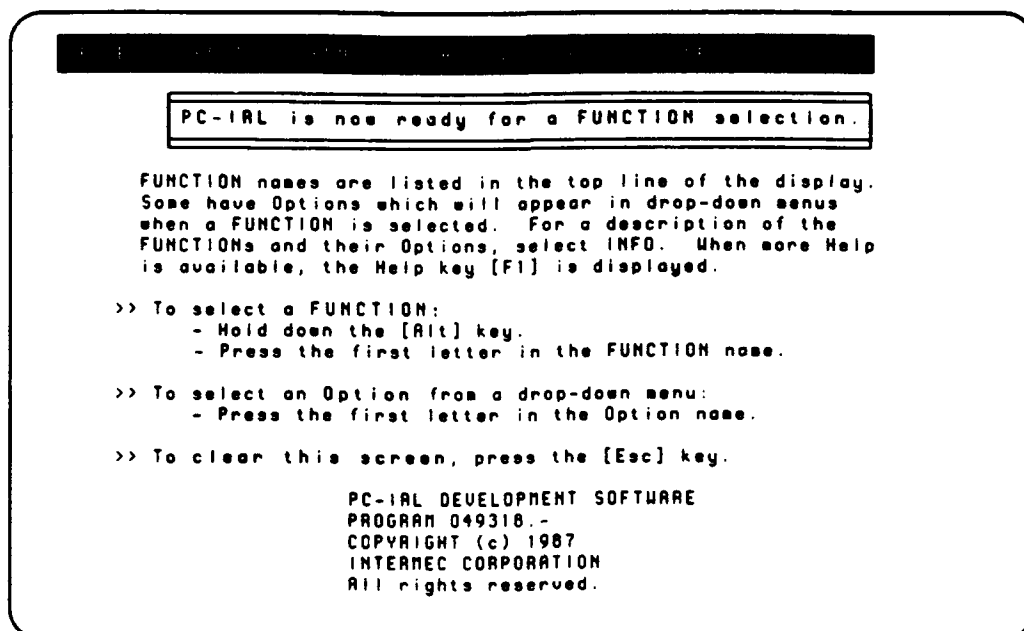 PC-IRL is now ready for a FUNCTION selection.
FUNCTION names are listed in the top line of the display.
Some have Options which will appear in drop-down menus
when a FUNCTION is selected. For a description of the
FUNCTIONs and their Options, select INFO. When more Help
is available, the Help key [F1] is displayed.
>> To select a FUNCTION:
- Hold down the [Alt] key.
- Press the first letter in the FUNCTION name.
>> To select an Option from a drop-down menu:
- Press the first letter in the Option name.
>> To clear this screen, press the [Esc] key.
PC-IRL DEVELOPMENT SOFTWARE
PROGRAM 049318.-
COPYRIGHT (c) 1987
INTERMEC CORPORATION
All rights reserved.